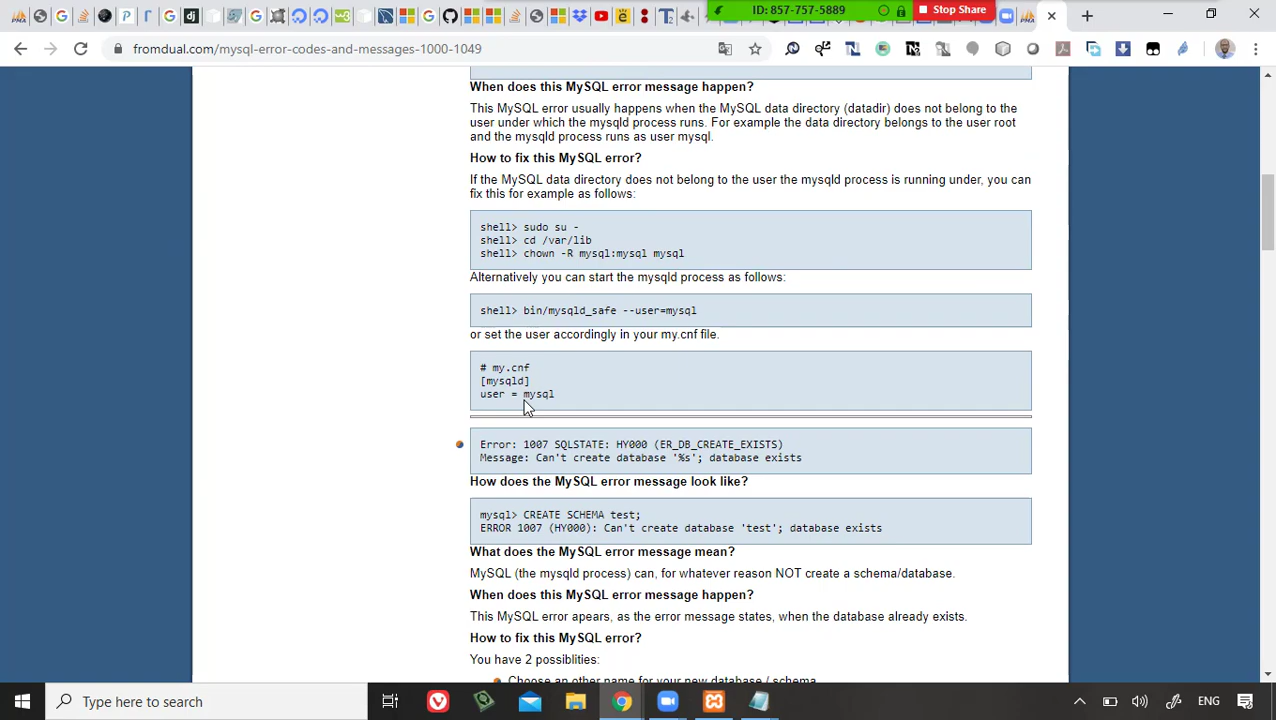 ID: 857-757-5889
Stop Share
fromdual.com/mysql-error-codes-and-messages-1000-1049
When does this MySQL error message happen?
This MySQL error usually happens when the MySQL data directory (datadir) does not belong to the
user under which the mysqld process runs. For example the data directory belongs to the user root
and the mysqld process runs as user mysql.
How to fix this MySQL error?
If the MySQL data directory does not belong to the user the mysqld process is running under, you can
fix this for example as follows:
shell> sudo su -
shell> cd /var/lib
shell> chown -R mysql:mysql mysql
Alternatively you can start the mysqld process as follows:
shell> bin/mysqld_safe --user=mysql
or set the user accordingly in your my.cnf file.
# my.cnf
[mysqld]
user = mysql
Error: 1007 SQLSTATE: HY000 (ER_DB_CREATE_EXISTS)
Message: Can't create database '%s'; database exists
How does the MySQL error message look like?
mysql> CREATE SCHEMA test;
ERROR 1007 (HY000): Can't create database 'test'; database exists
What does the MySQL error message mean?
MySQL (the mysqld process) can, for whatever reason NOT create a schema/database.
When does this MySQL error message happen?
This MySQL error apears, as the error message states, when the database already exists.
How to fix this MySQL error?
You have 2 possiblities:
Choose an other name for your new database / schema
Type here to search
ENG